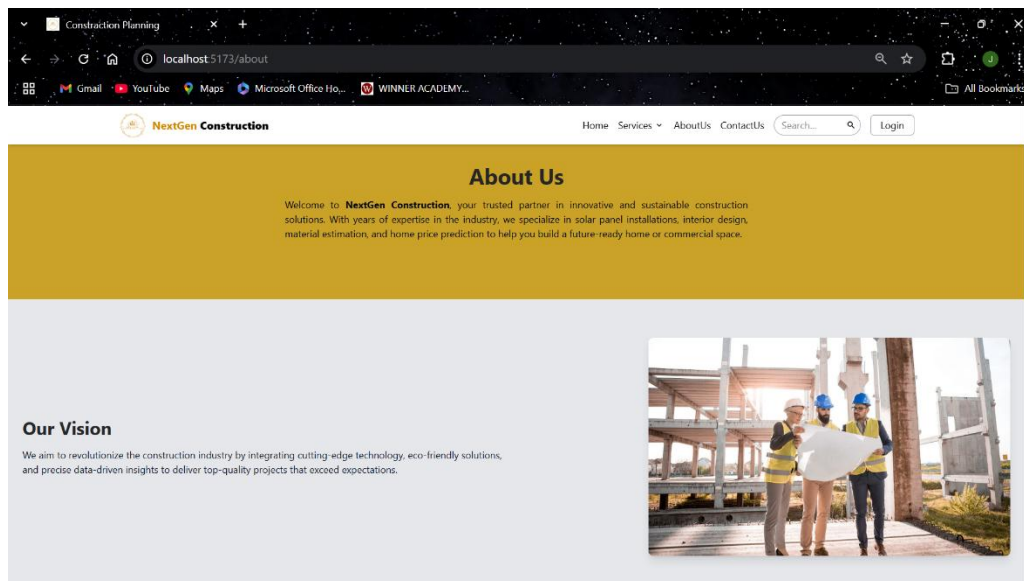 Constraction Planning
localhost:5173/about
Gmail YouTube Maps Microsoft Office Ho... WINNER ACADEMY... All Bookmarks
NextGen Construction Home Services AboutUs ContactUs Search... Login
About Us
Welcome to NextGen Construction, your trusted partner in innovative and sustainable construction
solutions. With years of expertise in the industry, we specialize in solar panel installations, interior design,
material estimation, and home price prediction to help you build a future-ready home or commercial space.
Our Vision
We aim to revolutionize the construction industry by integrating cutting-edge technology, eco-friendly solutions,
and precise data-driven insights to deliver top-quality projects that exceed expectations.